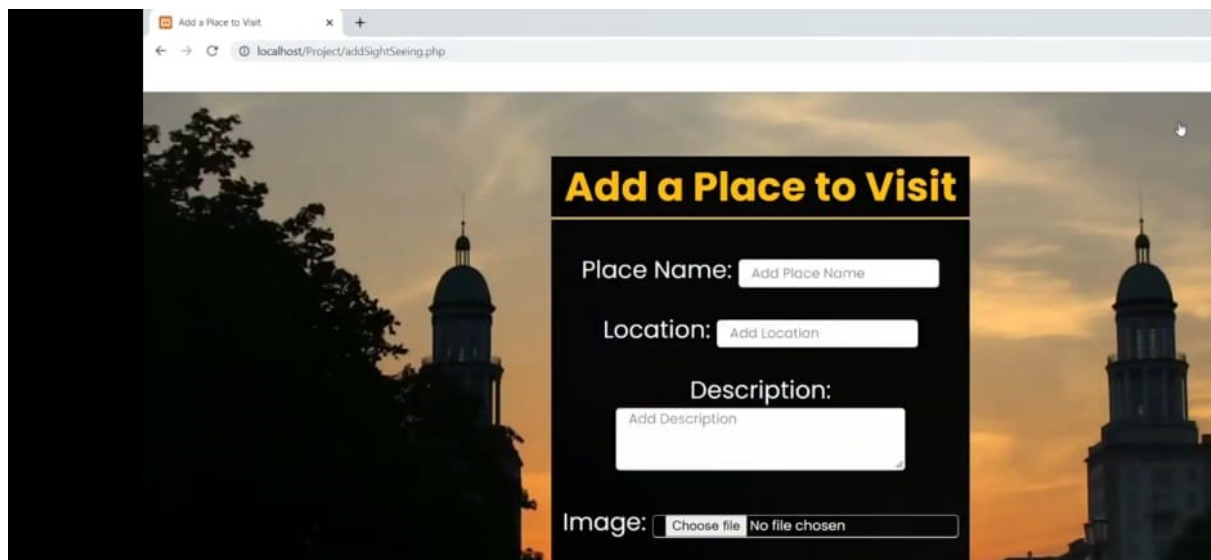 Add a Place to Visit
localhost/Project/addSightSeeing.php
Add a Place to Visit
Place Name: Add Place Name
Location: Add Location
Description:
Add Description
Image: Choose file No file chosen